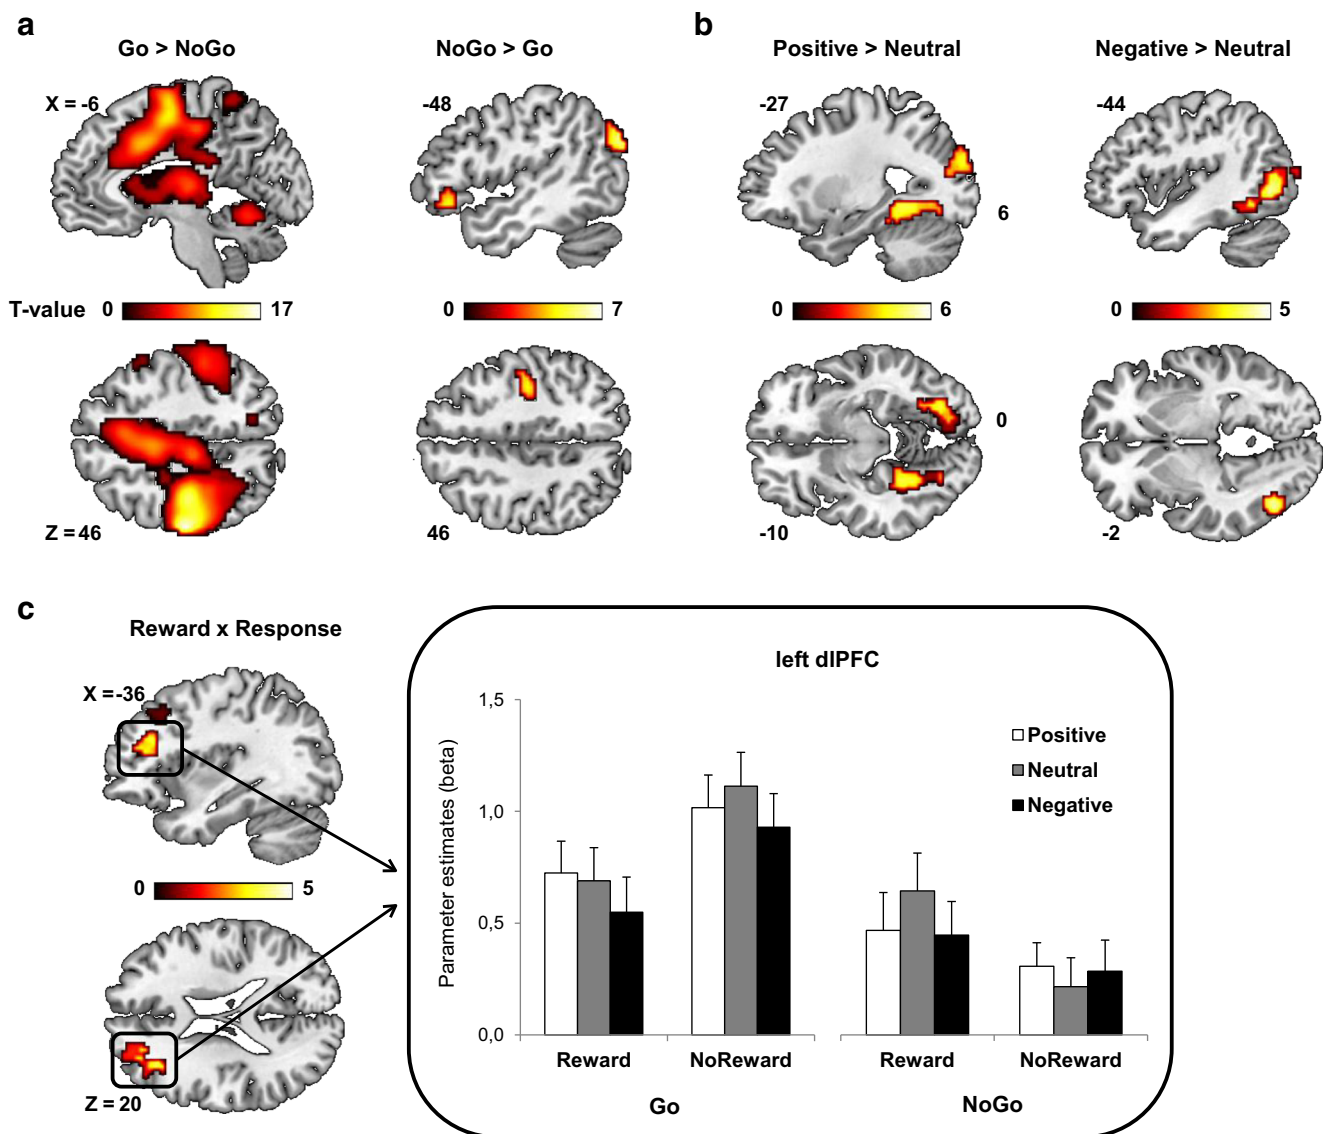 a
b
Go > NoGo
NoGo > Go
Positive > Neutral
Negative > Neutral
X = -6
-48
-27
-44
6
T-value 0 17
0 7
0 6
0 5
0
Z = 46
46
-10
-2
c
Reward x Response
X = -36
0 5
Z = 20
left dlPFC
1,5
1,0
0,5
0,0
Parameter estimates (beta)
Positive
Neutral
Negative
Reward
NoReward
Reward
NoReward
Go
NoGo